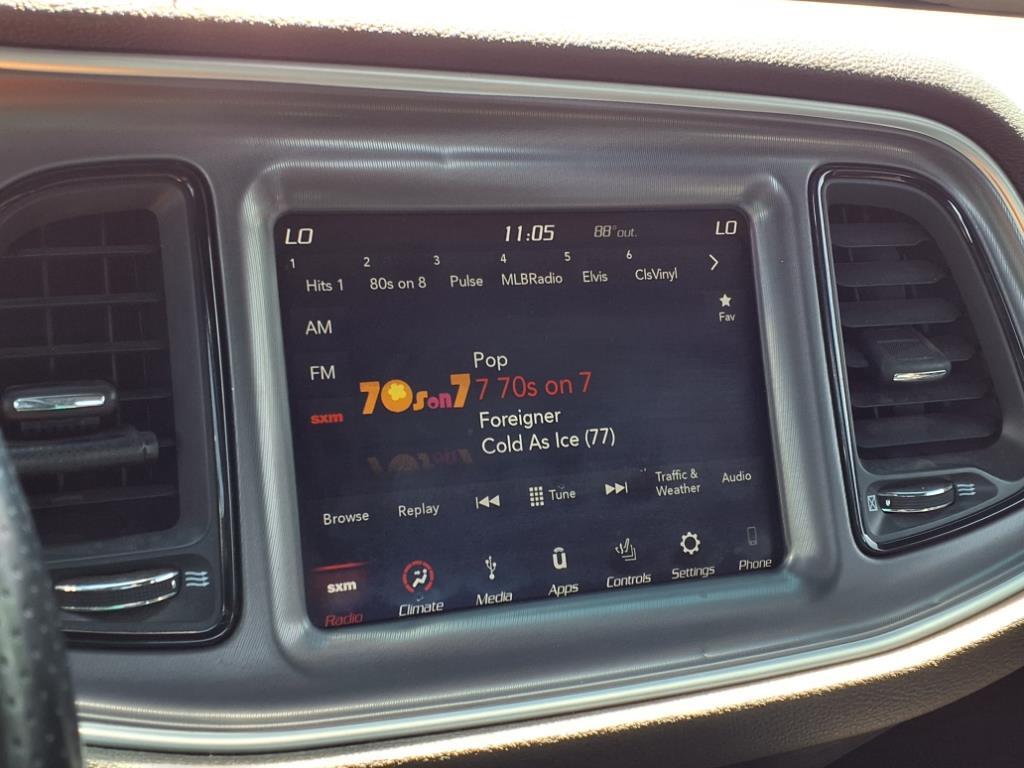 LO 11:05 88° out. LO
1 2 3 4 5 6
Hits 1 80s on 8 Pulse MLBRadio Elvis ClsVinyl
Fav
AM
FM
sxm
Pop
70s on 7 7 70s on 7
Foreigner
Cold As Ice (77)
Browse Replay Tune Traffic & Weather Audio
sxm
Radio Climate Media Apps Controls Settings Phone